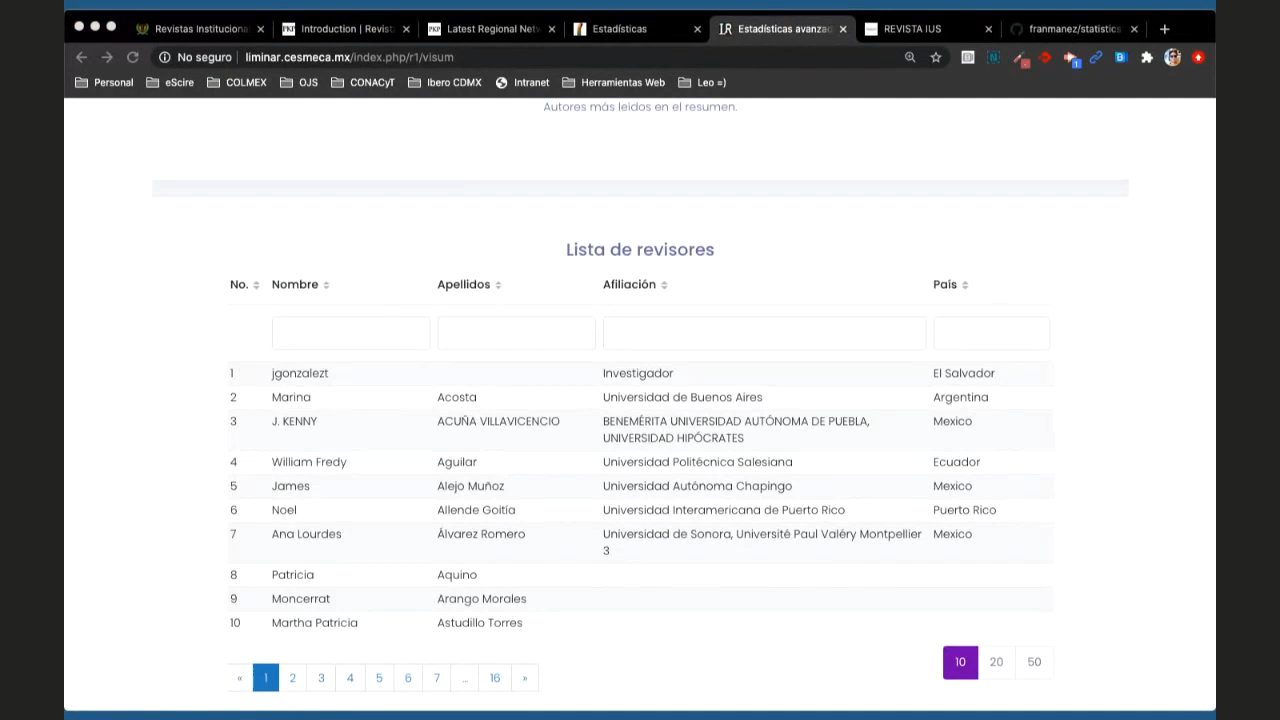 Revistas Institucional Introduction | Revista Latest Regional Netw Estadísticas Estadísticas avanzad REVISTA IUS franmanez/statistics
No seguro liminar.cesmeca.mx/index.php/r1/visum
Personal eScire COLMEX OJS CONACyT Ibero CDMX Intranet Herramientas Web Leo =)
Autores más leídos en el resumen.
Lista de revisores
No. Nombre Apellidos Afiliación País
1 jgonzalezt Investigador El Salvador
2 Marina Acosta Universidad de Buenos Aires Argentina
3 J. KENNY ACUÑA VILLAVICENCIO BENEMÉRITA UNIVERSIDAD AUTÓNOMA DE PUEBLA, Mexico
UNIVERSIDAD HIPÓCRATES
4 William Fredy Aguilar Universidad Politécnica Salesiana Ecuador
5 James Alejo Muñoz Universidad Autónoma Chapingo Mexico
6 Noel Allende Goitía Universidad Interamericana de Puerto Rico Puerto Rico
7 Ana Lourdes Álvarez Romero Universidad de Sonora, Université Paul Valéry Montpellier Mexico
3
8 Patricia Aquino
9 Moncerrat Arango Morales
10 Martha Patricia Astudillo Torres
10 20 50
« 1 2 3 4 5 6 7 ... 16 »